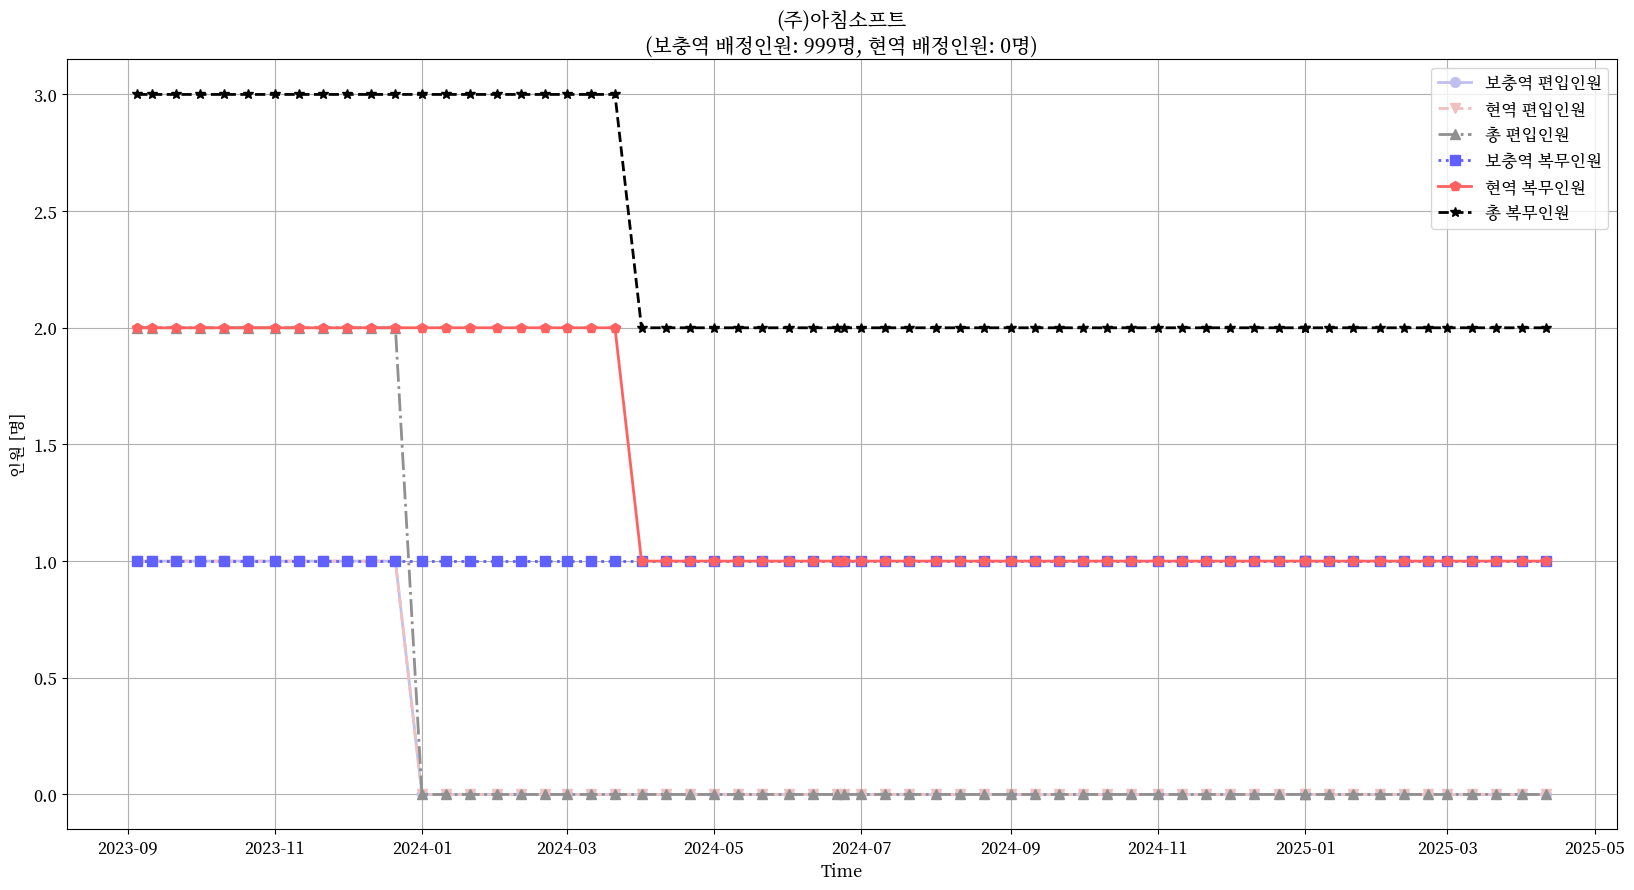 (주)아침소프트
(보충역 배정인원: 999명, 현역 배정인원: 0명)
보충역 편입인원
현역 편입인원
총 편입인원
보충역 복무인원
현역 복무인원
총 복무인원
3.0
2.5
2.0
1.5
1.0
0.5
0.0
인원 [명]
2023-09
2023-11
2024-01
2024-03
2024-05
2024-07
2024-09
2024-11
2025-01
2025-03
2025-05
Time